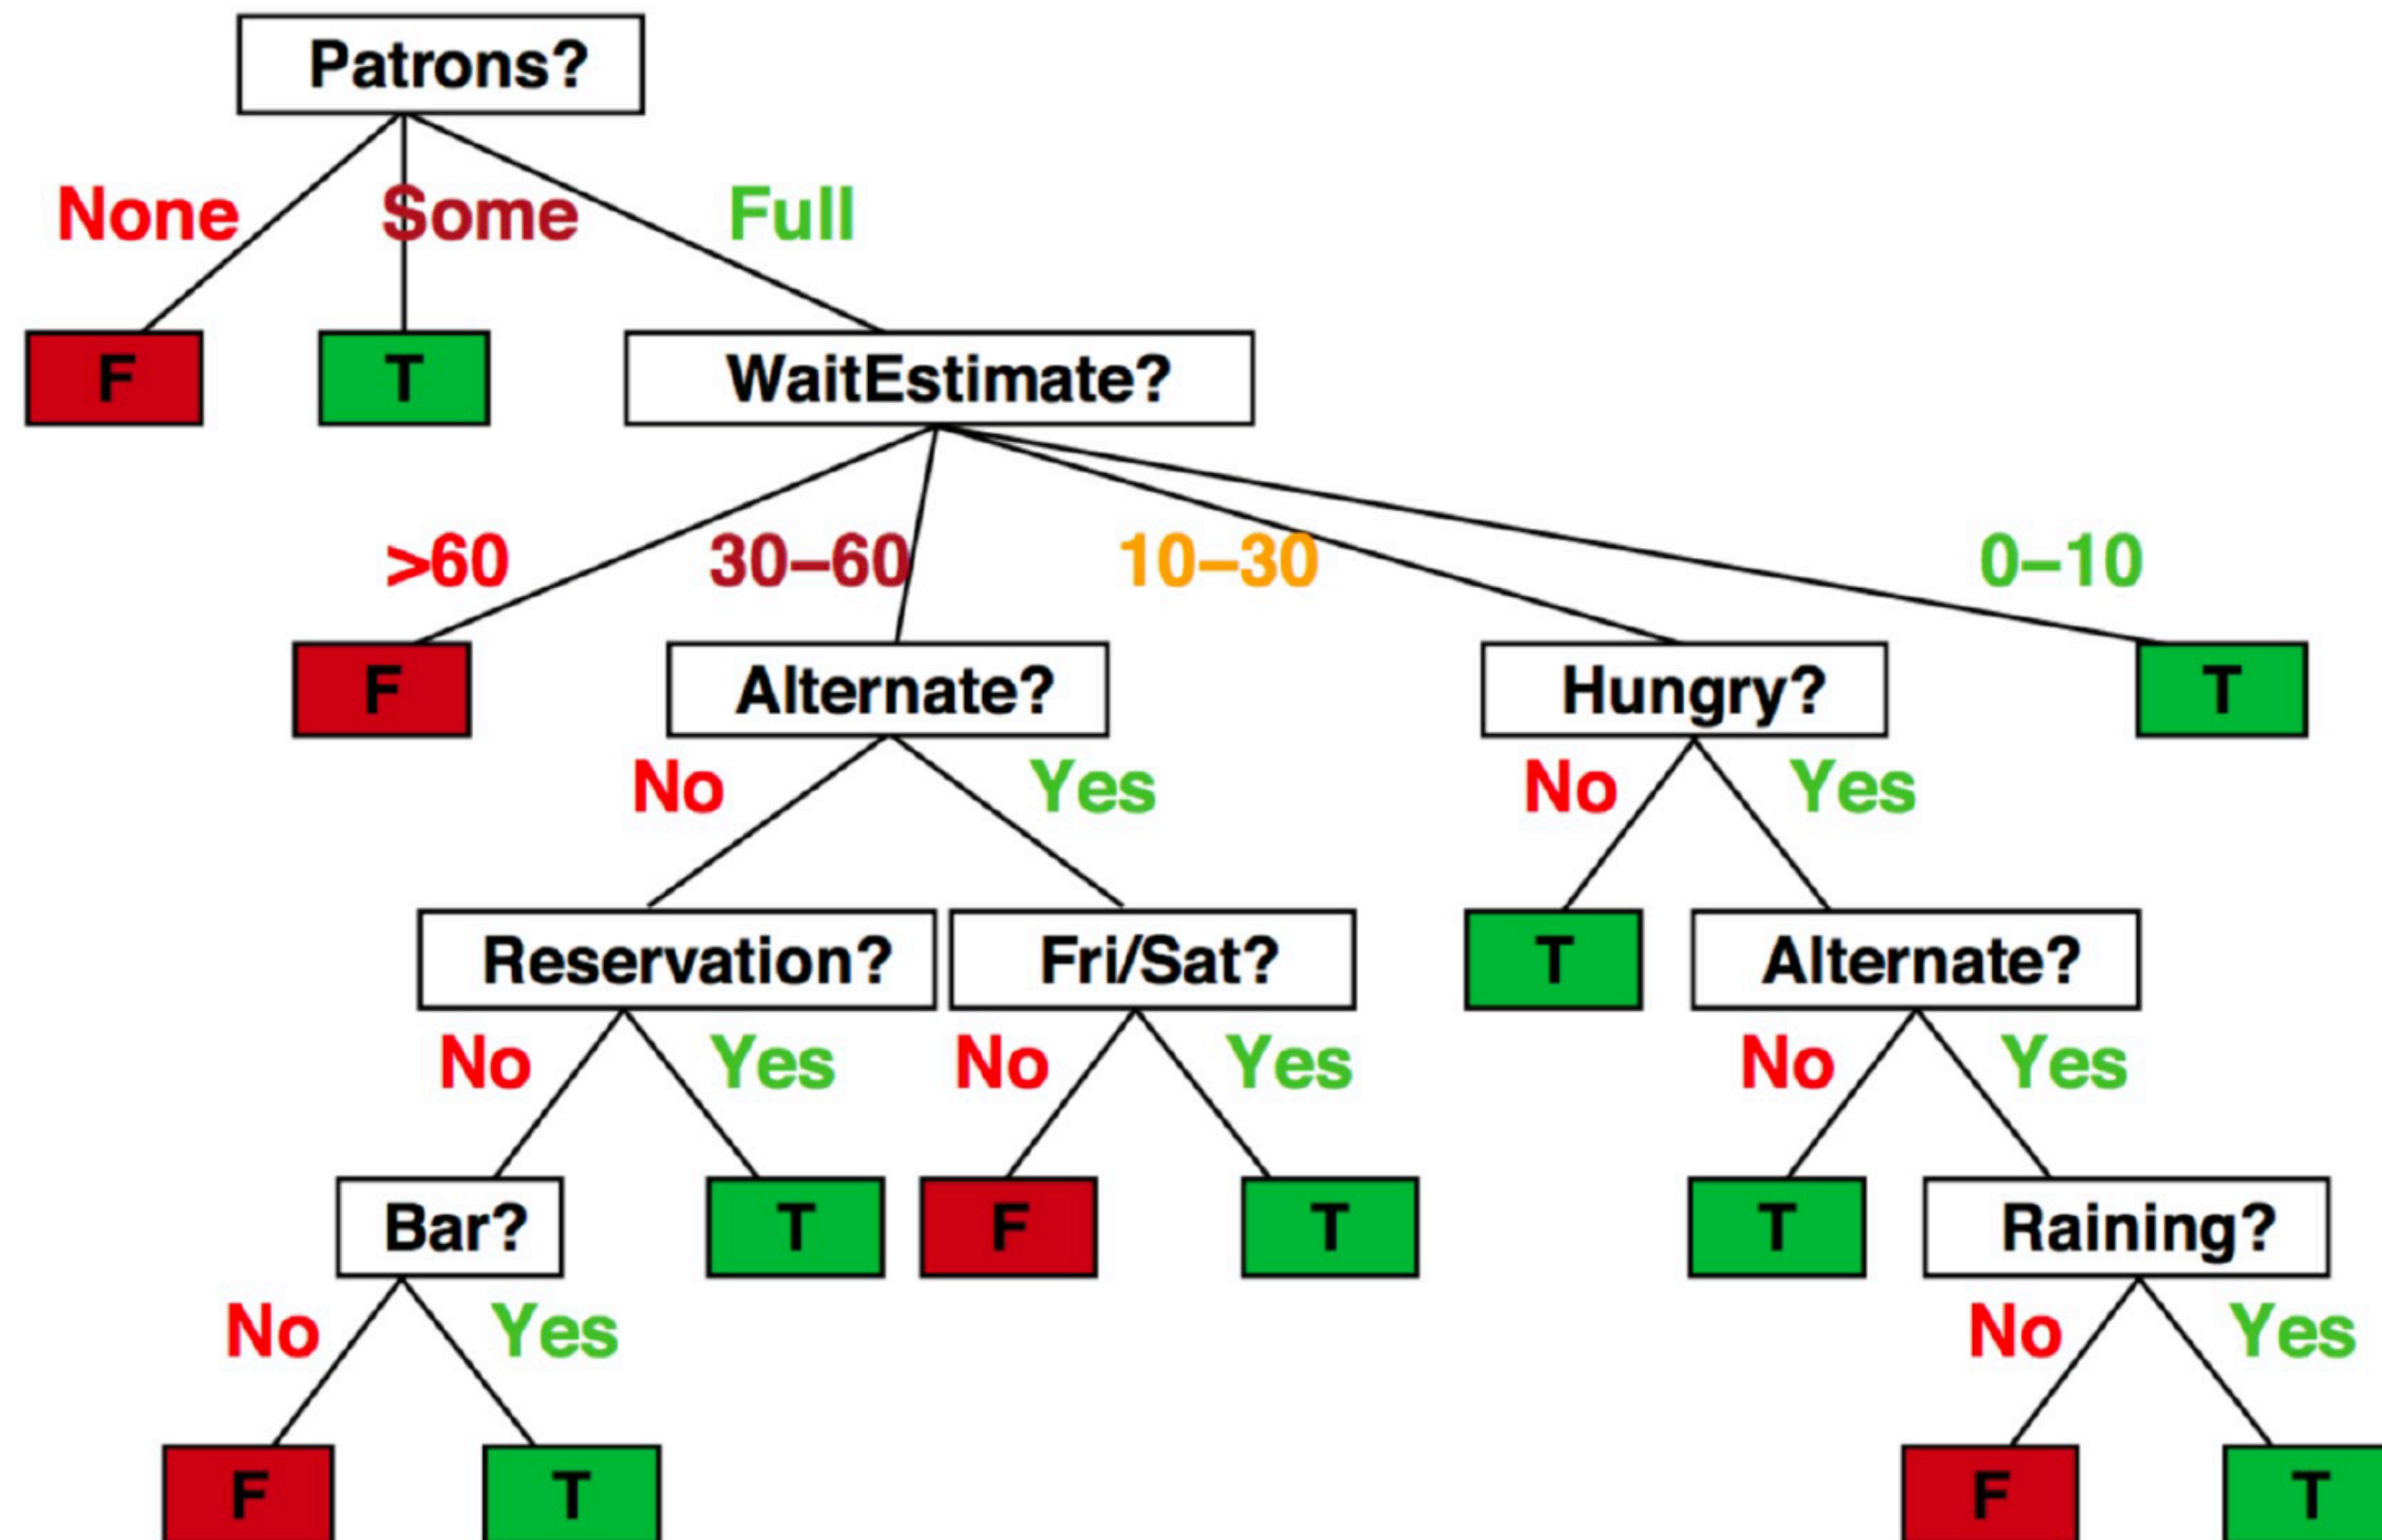 Patrons?
None Some Full
F T WaitEstimate?
>60 30–60 10–30 0–10
F Alternate? Hungry? T
No Yes No Yes
Reservation? Fri/Sat? T Alternate?
No Yes No Yes No Yes
Bar? T F T T Raining?
No Yes No Yes
F T F T